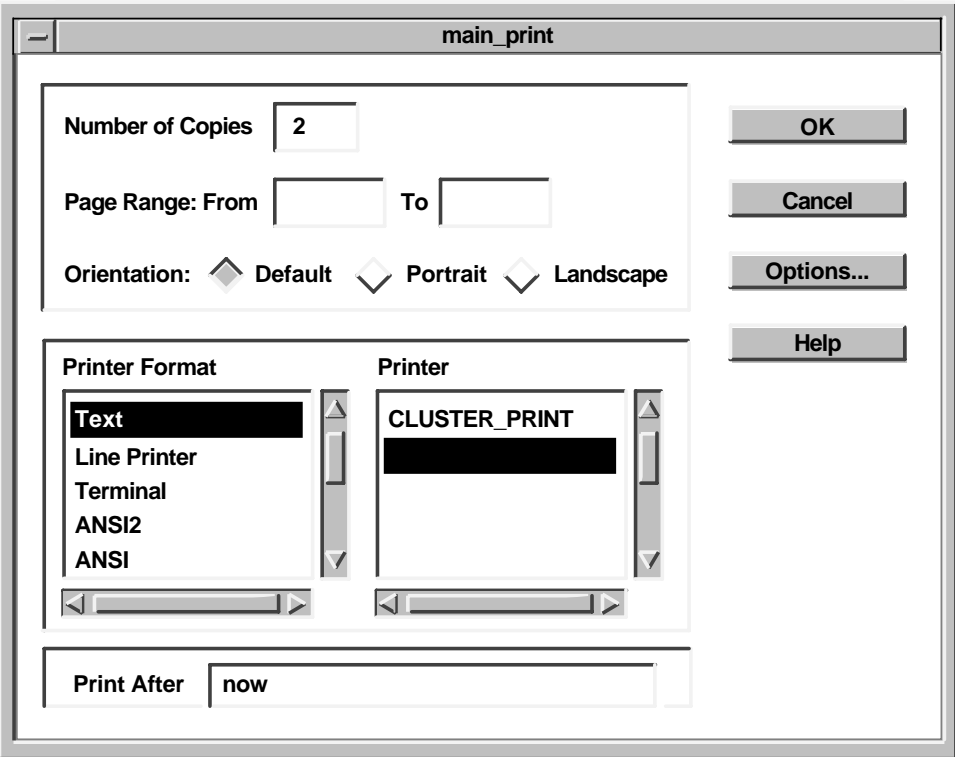 main_print
Number of Copies 2
Page Range: From To
Orientation: Default Portrait Landscape
OK
Cancel
Options...
Help
Printer Format
Text
Line Printer
Terminal
ANSI2
ANSI
Printer
CLUSTER_PRINT
Print After now